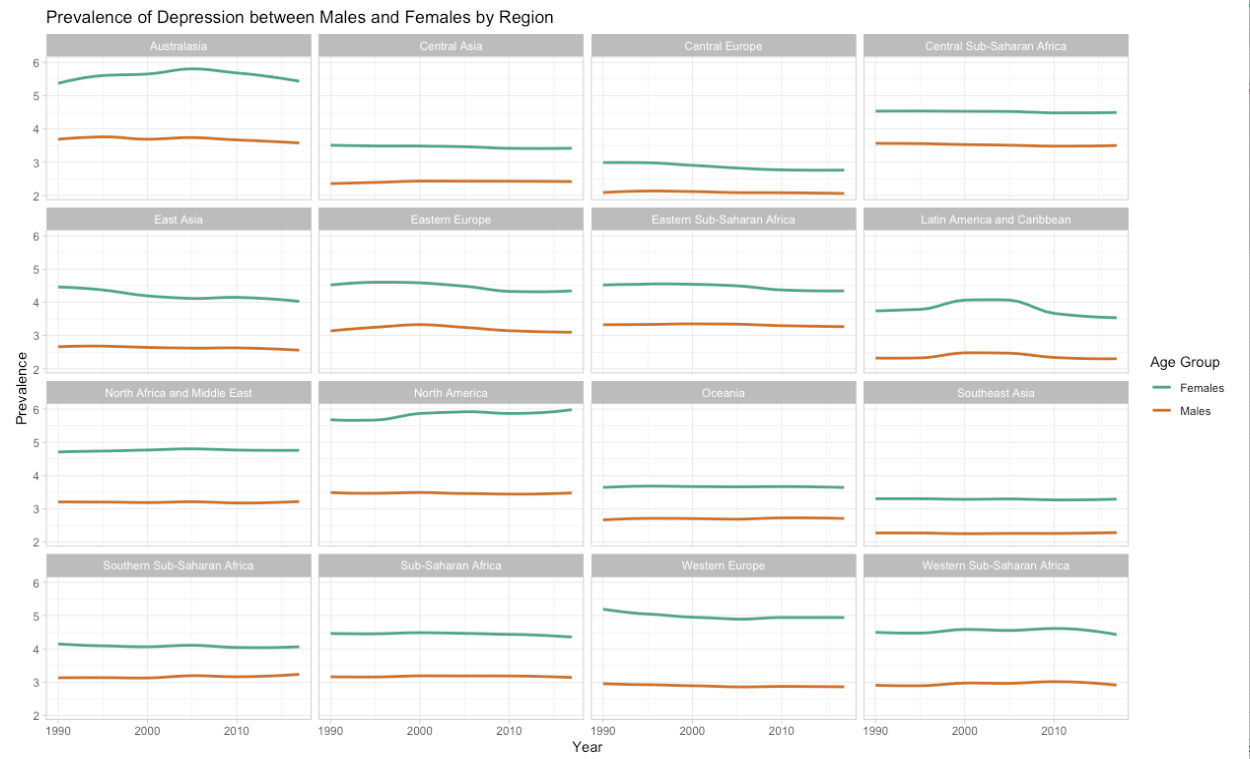 Prevalence of Depression between Males and Females by Region
Australasia
Central Asia
Central Europe
Central Sub-Saharan Africa
6
5
4
3
2
East Asia
Eastern Europe
Eastern Sub-Saharan Africa
Latin America and Caribbean
6
5
4
3
2
North Africa and Middle East
North America
Oceania
Southeast Asia
6
5
4
3
2
Southern Sub-Saharan Africa
Sub-Saharan Africa
Western Europe
Western Sub-Saharan Africa
6
5
4
3
2
1990 2000 2010
1990 2000 2010
1990 2000 2010
1990 2000 2010
Year
Prevalence
Age Group
Females
Males